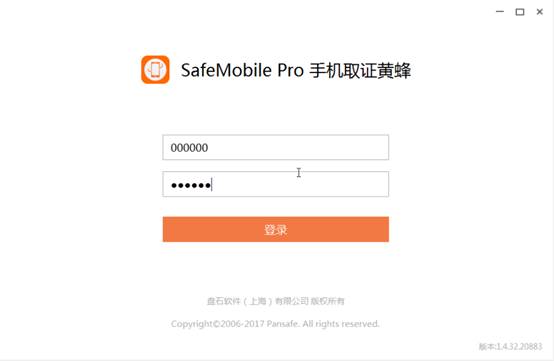 SafeMobile Pro 手机取证黄蜂
000000
●●●●●●
登录
盘石软件（上海）有限公司 版权所有
Copyright©2006-2017 Pansafe. All rights reserved.
版本:1.4.32.20883